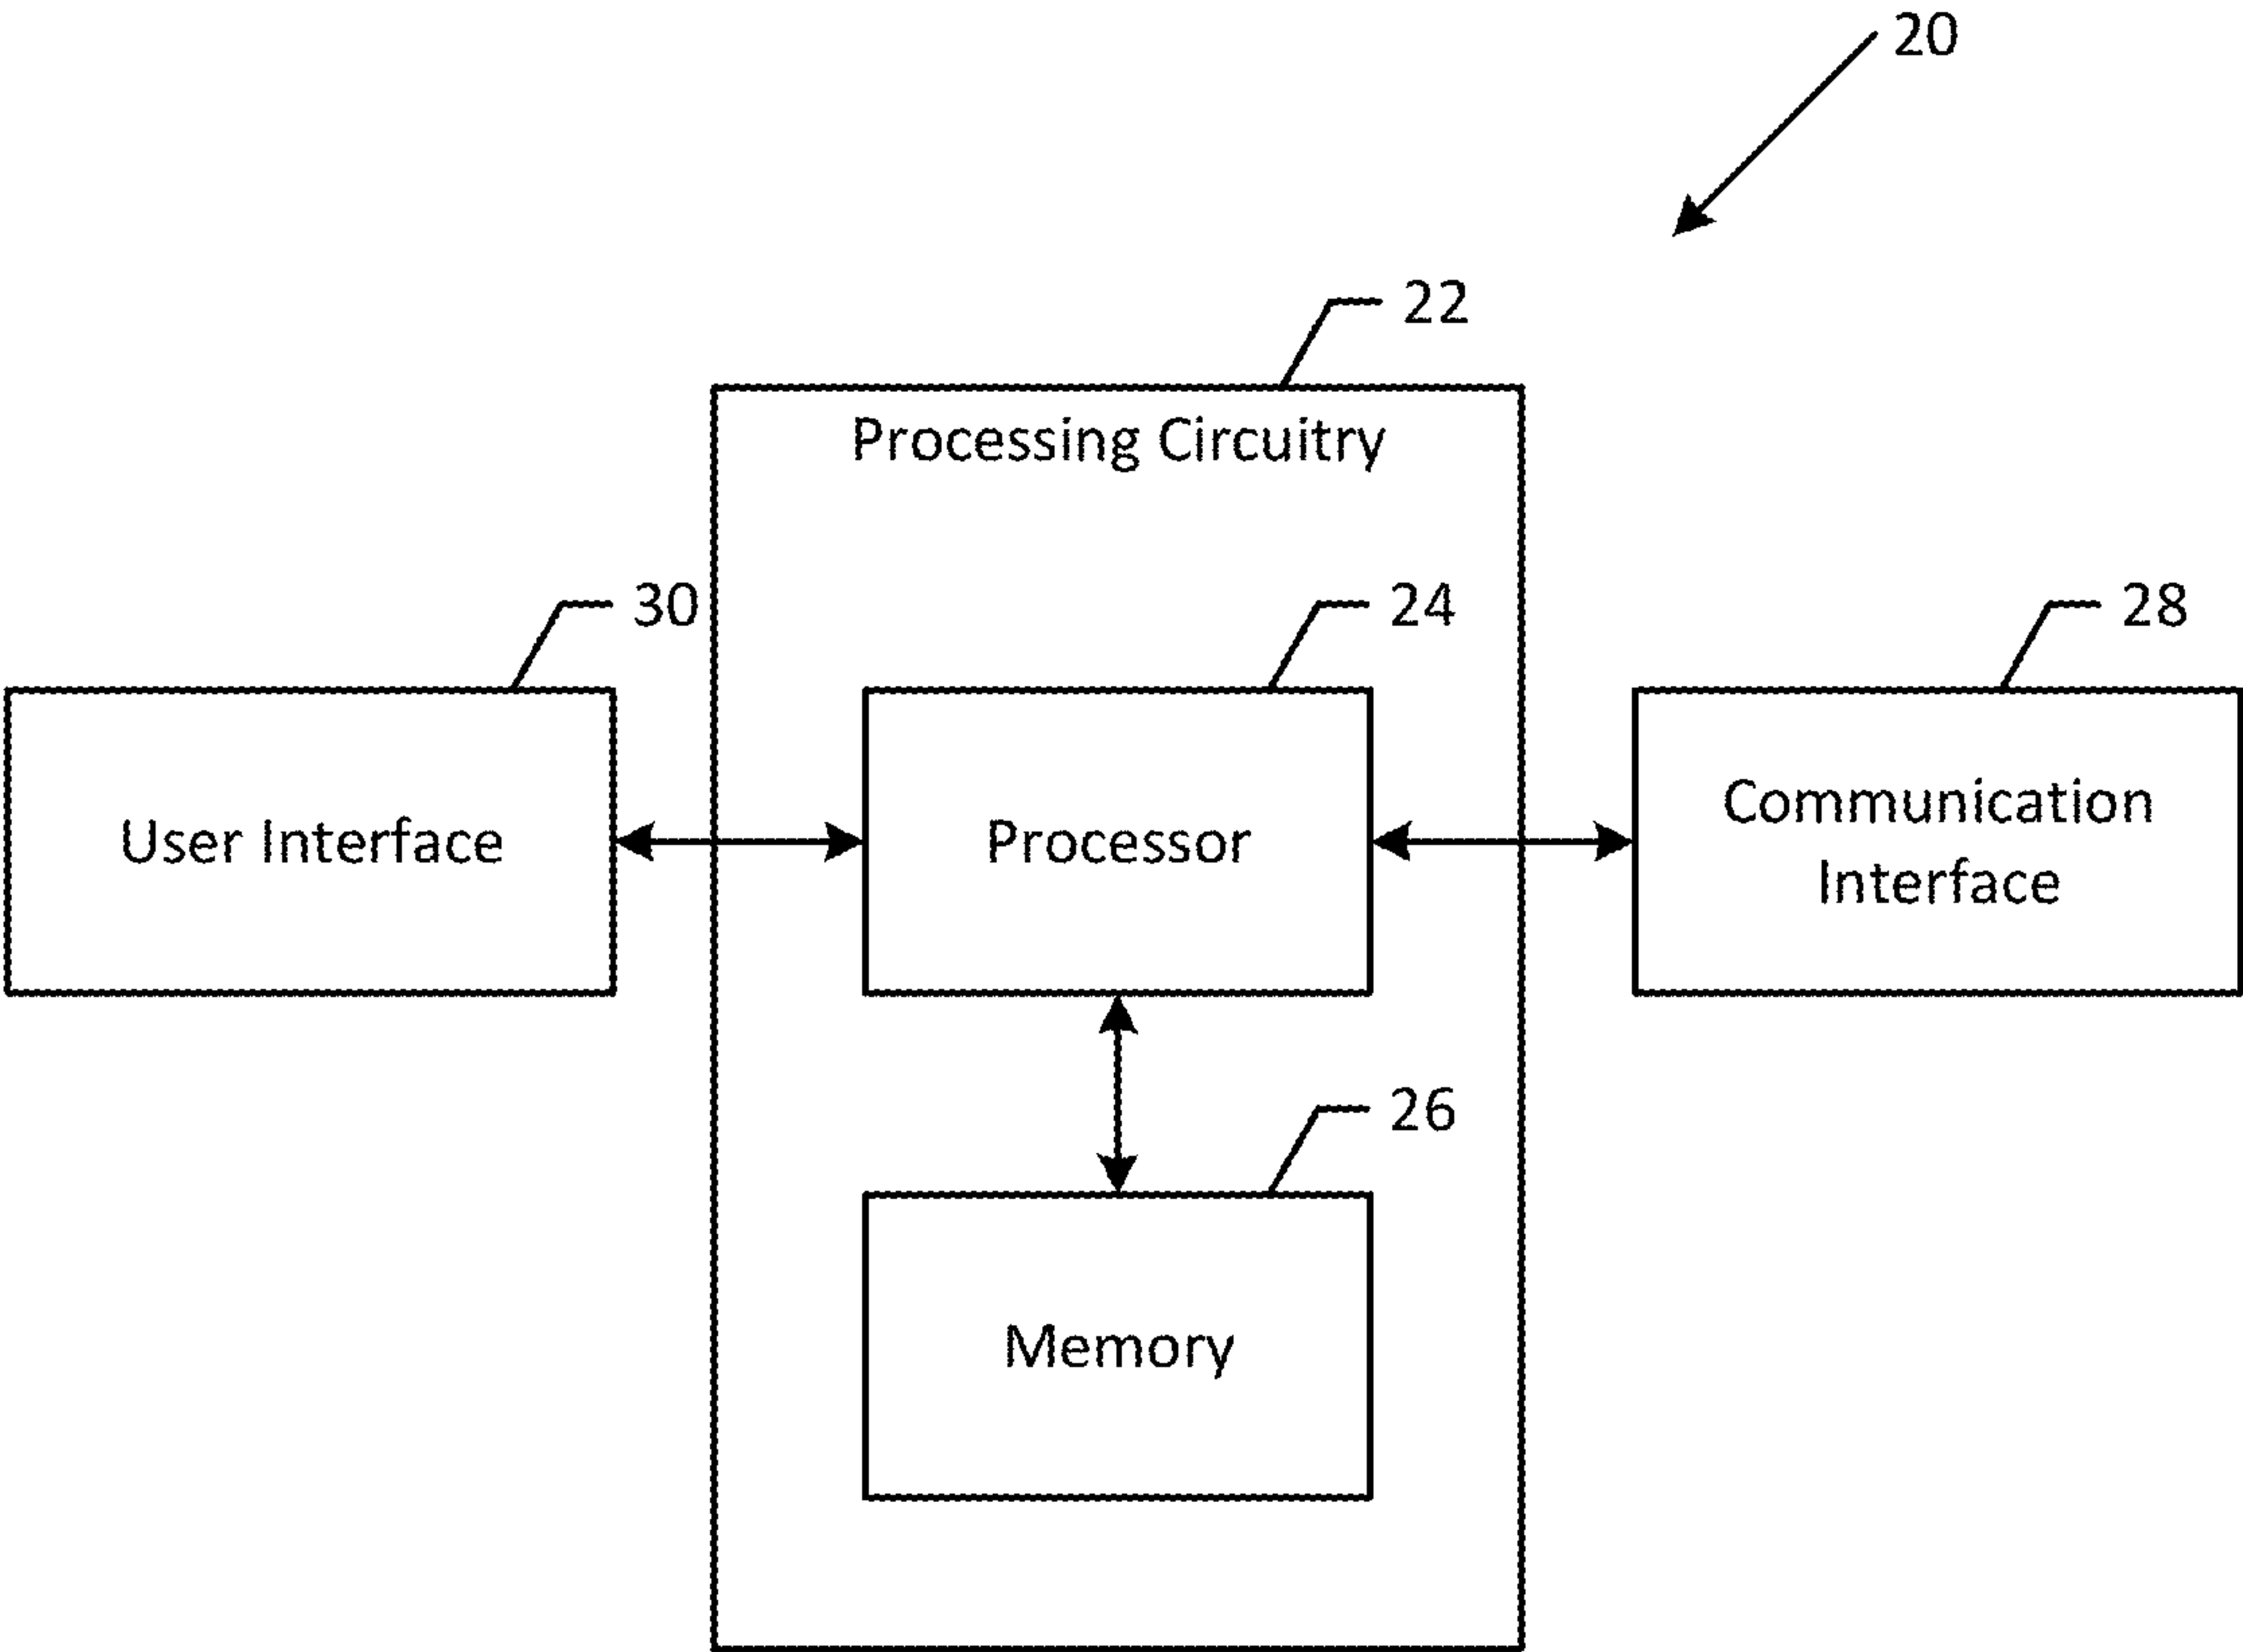 20
22
Processing Circuitry
30
24
28
User Interface
Processor
Communication
Interface
26
Memory